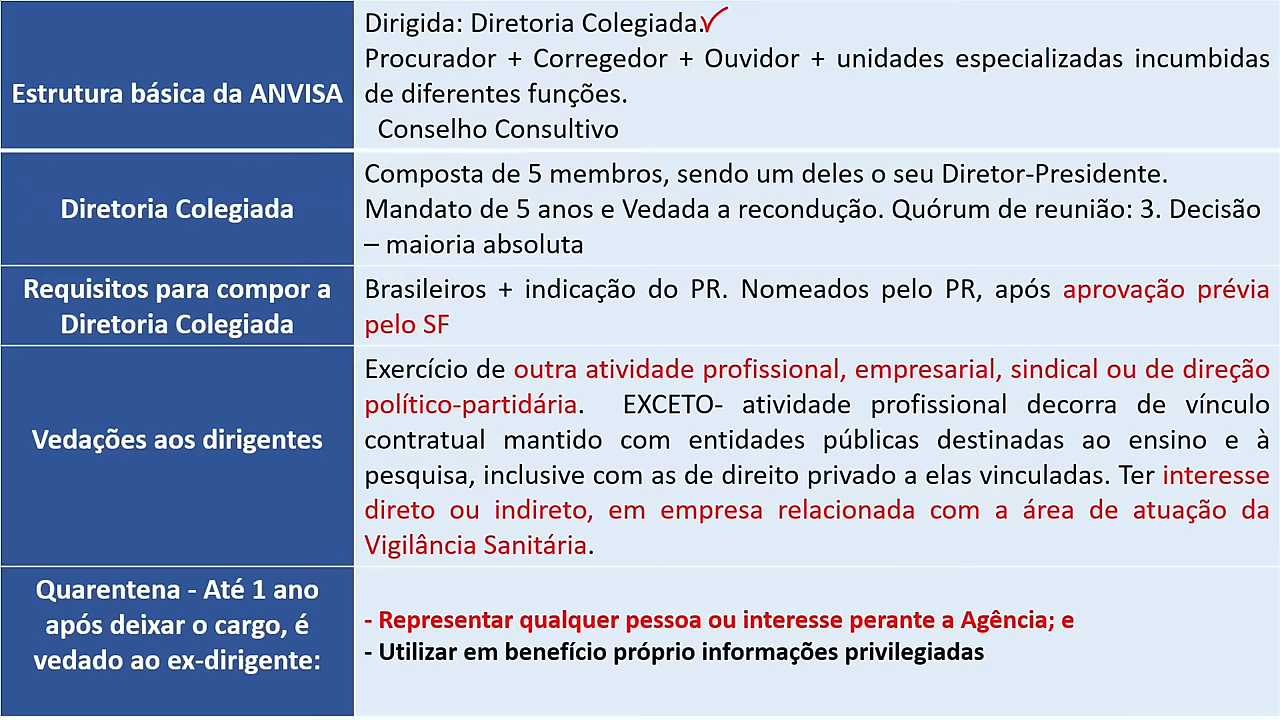 Estrutura básica da ANVISA
Dirigida: Diretoria Colegiada.
Procurador + Corregedor + Ouvidor + unidades especializadas incumbidas
de diferentes funções.
Conselho Consultivo
Diretoria Colegiada
Composta de 5 membros, sendo um deles o seu Diretor-Presidente.
Mandato de 5 anos e Vedada a recondução. Quórum de reunião: 3. Decisão
– maioria absoluta
Requisitos para compor a
Diretoria Colegiada
Brasileiros + indicação do PR. Nomeados pelo PR, após aprovação prévia
pelo SF
Vedações aos dirigentes
Exercício de outra atividade profissional, empresarial, sindical ou de direção
político-partidária. EXCETO- atividade profissional decorra de vínculo
contratual mantido com entidades públicas destinadas ao ensino e à
pesquisa, inclusive com as de direito privado a elas vinculadas. Ter interesse
direto ou indireto, em empresa relacionada com a área de atuação da
Vigilância Sanitária.
Quarentena - Até 1 ano
após deixar o cargo, é
vedado ao ex-dirigente:
- Representar qualquer pessoa ou interesse perante a Agência; e
- Utilizar em benefício próprio informações privilegiadas